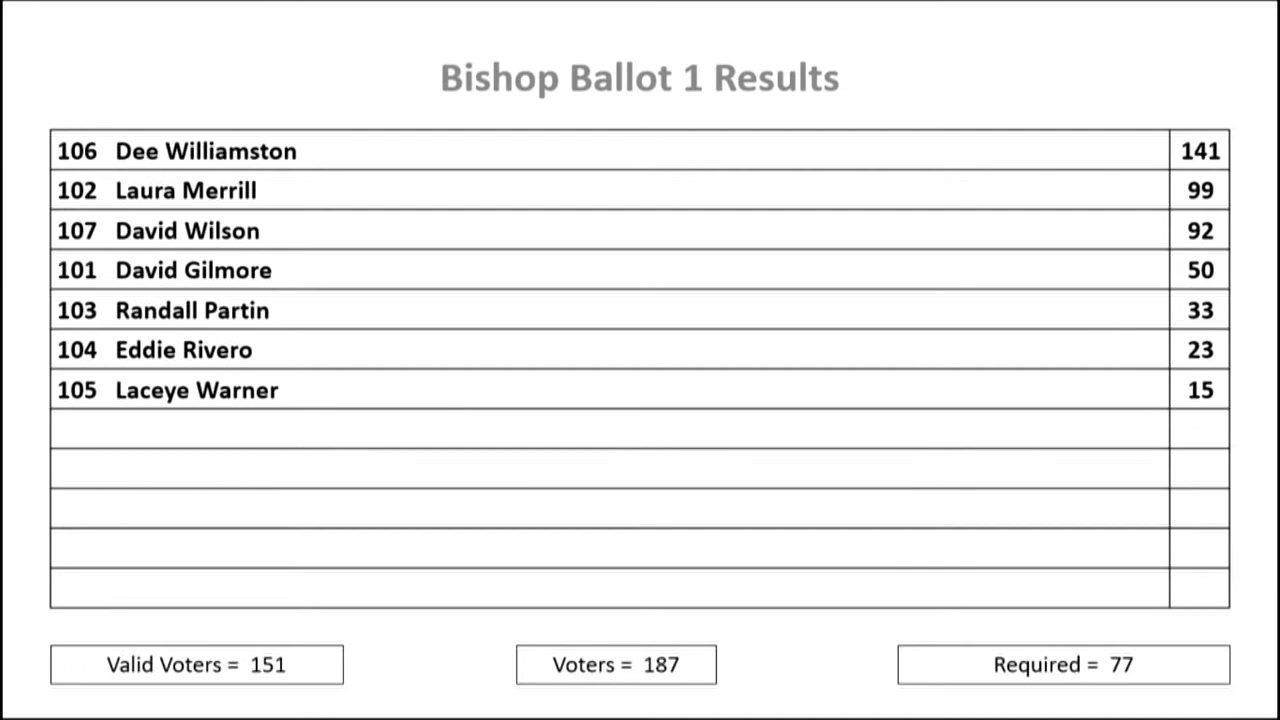 Bishop Ballot 1 Results
106 Dee Williamston 141
102 Laura Merrill 99
107 David Wilson 92
101 David Gilmore 50
103 Randall Partin 33
104 Eddie Rivero 23
105 Laceye Warner 15
Valid Voters = 151 Voters = 187 Required = 77